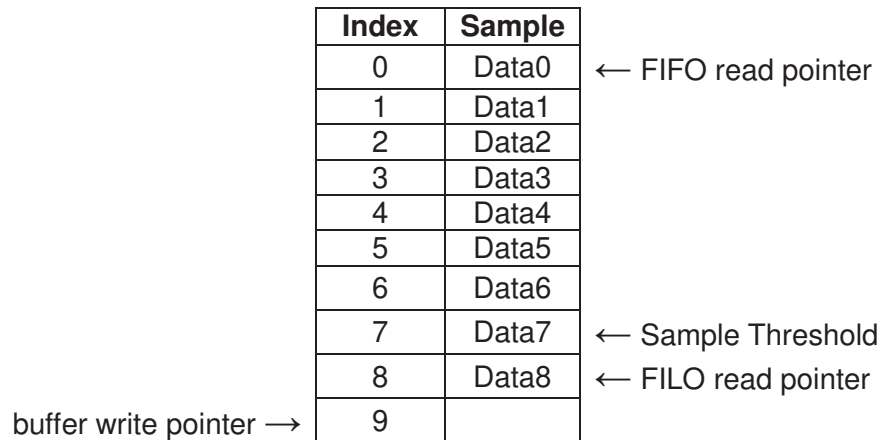 Index Sample
0 Data0 ← FIFO read pointer
1 Data1
2 Data2
3 Data3
4 Data4
5 Data5
6 Data6
7 Data7 ← Sample Threshold
8 Data8 ← FILO read pointer
buffer write pointer → 9